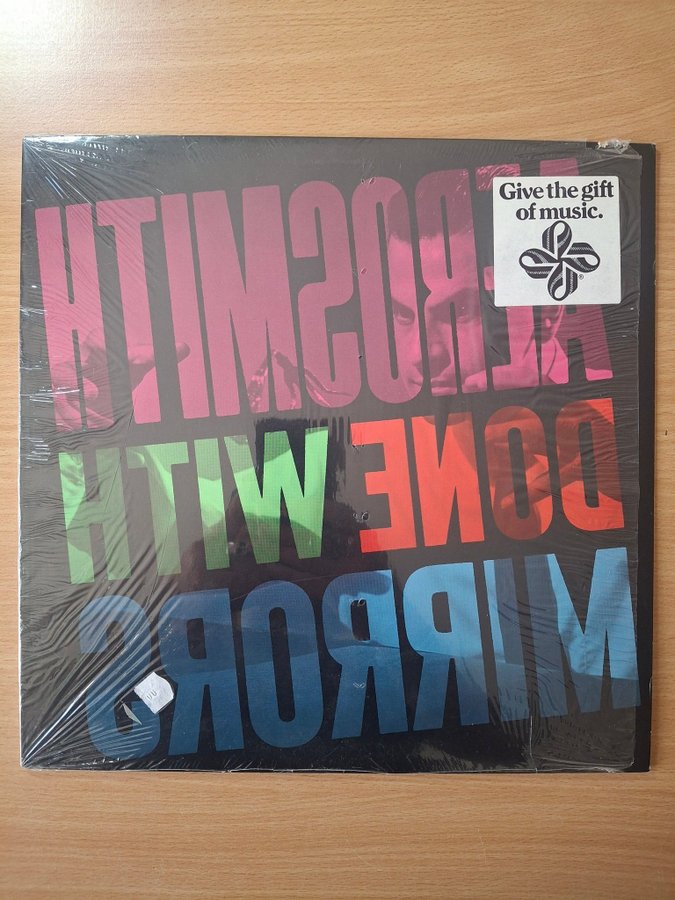 AEROSMITH
DONE WITH
MIRRORS
Give the gift
of music.
®